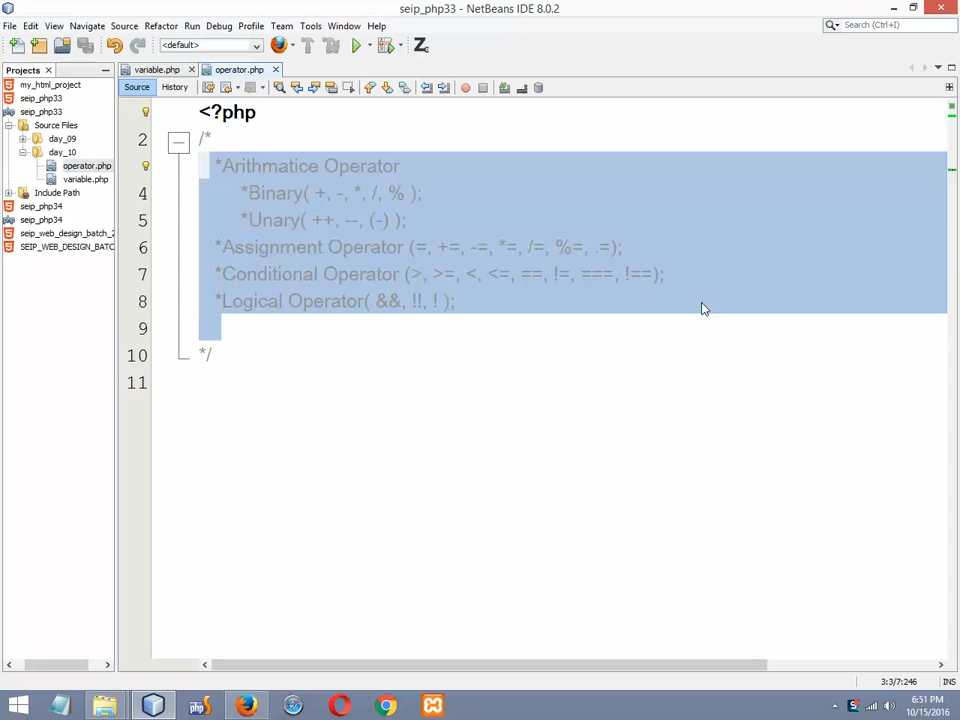 seip_php33 - NetBeans IDE 8.0.2
File Edit View Navigate Source Refactor Run Debug Profile Team Tools Window Help
Search (Ctrl+I)
<default>
Projects
variable.php
operator.php
Source History
my_html_project
seip_php33
seip_php33
Source Files
day_09
day_10
operator.php
variable.php
Include Path
seip_php34
seip_php34
seip_web_design_batch_2
SEIP_WEB_DESIGN_BATC
<?php
2 /*
*Arithmatice Operator
4 *Binary( +, -, *, /, % );
5 *Unary( ++, --, (-) );
6 *Assignment Operator (=, +=, -=, *=, /=, %=, .=);
7 *Conditional Operator (>, >=, <, <=, ==, !=, ===, !==);
8 *Logical Operator( &&, !!, ! );
9
10 */
11
3:3/7:246 INS
php
6:51 PM
10/15/2016